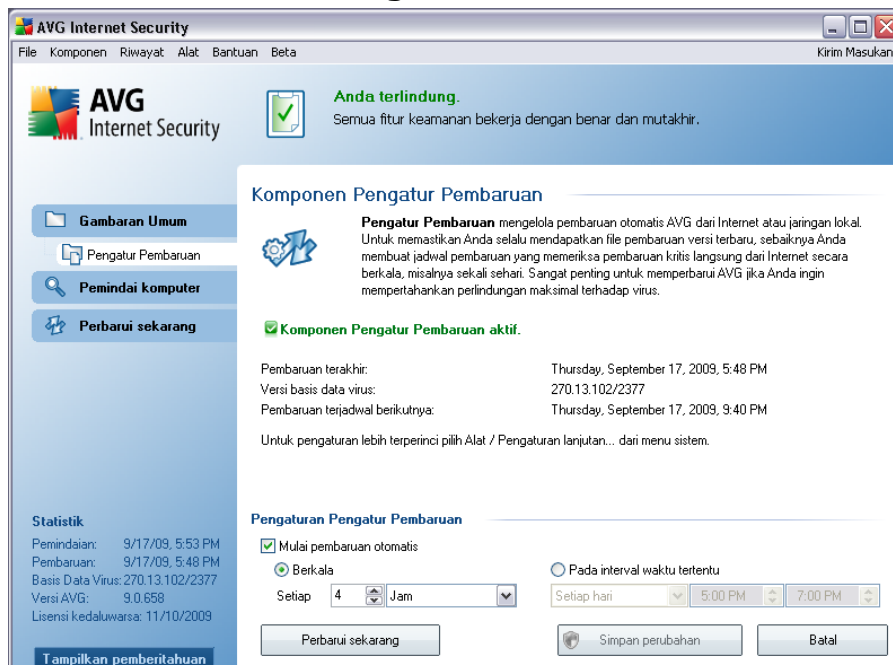 AVG Internet Security
File Komponen Riwayat Alat Bantuan Beta Kirim Masukan
AVG
Internet Security
Anda terlindung.
Semua fitur keamanan bekerja dengan benar dan mutakhir.
Gambaran Umum
Pengatur Pembaruan
Pemindai komputer
Perbarui sekarang
Komponen Pengatur Pembaruan
Pengatur Pembaruan mengelola pembaruan otomatis AVG dari Internet atau jaringan lokal.
Untuk memastikan Anda selalu mendapatkan file pembaruan versi terbaru, sebaiknya Anda
membuat jadwal pembaruan yang memeriksa pembaruan kritis langsung dari Internet secara
berkala, misalnya sekali sehari. Sangat penting untuk memperbarui AVG jika Anda ingin
mempertahankan perlindungan maksimal terhadap virus.
Komponen Pengatur Pembaruan aktif.
Pembaruan terakhir: Thursday, September 17, 2009, 5:48 PM
Versi basis data virus: 270.13.102/2377
Pembaruan terjadwal berikutnya: Thursday, September 17, 2009, 9:40 PM
Untuk pengaturan lebih terperinci pilih Alat / Pengaturan lanjutan... dari menu sistem.
Statistik
Pemindaian: 9/17/09, 5:53 PM
Pembaruan: 9/17/09, 5:48 PM
Basis Data Virus: 270.13.102/2377
Versi AVG: 9.0.658
Lisensi kedaluwarsa: 11/10/2009
Tampilkan pemberitahuan
Pengaturan Pengatur Pembaruan
Mulai pembaruan otomatis
Berkala Pada interval waktu tertentu
Setiap 4 Jam Setiap hari 5:00 PM 7:00 PM
Perbarui sekarang Simpan perubahan Batal